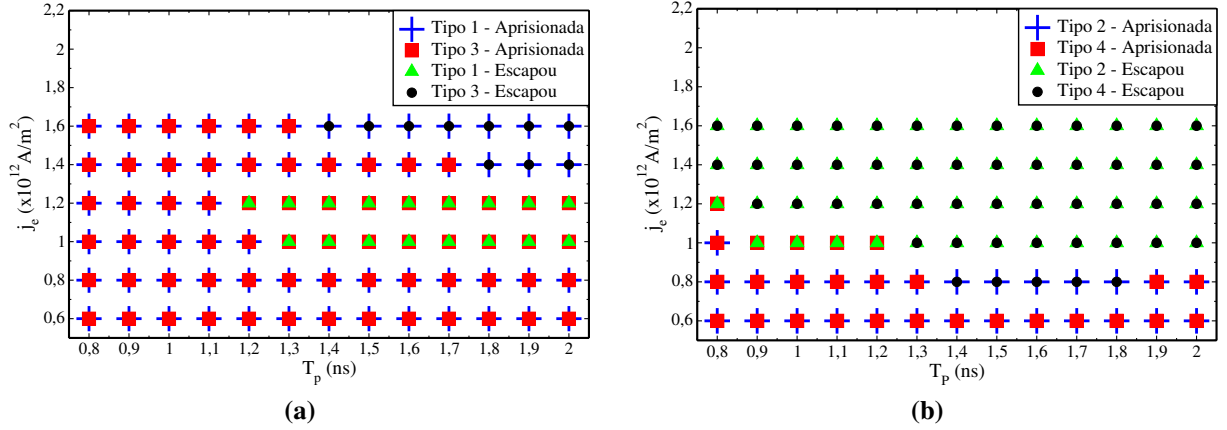 Tipo 1 - Aprisionada
Tipo 3 - Aprisionada
Tipo 1 - Escapou
Tipo 3 - Escapou
2,2
2
1,8
1,6
1,4
1,2
1
0,8
0,6
j_e (x10^12 A/m^2)
0,8 0,9 1 1,1 1,2 1,3 1,4 1,5 1,6 1,7 1,8 1,9 2
T_p (ns)
(a)
Tipo 2 - Aprisionada
Tipo 4 - Aprisionada
Tipo 2 - Escapou
Tipo 4 - Escapou
2,2
2
1,8
1,6
1,4
1,2
1
0,8
0,6
j_e (x10^12 A/m^2)
0,8 0,9 1 1,1 1,2 1,3 1,4 1,5 1,6 1,7 1,8 1,9 2
T_P (ns)
(b)